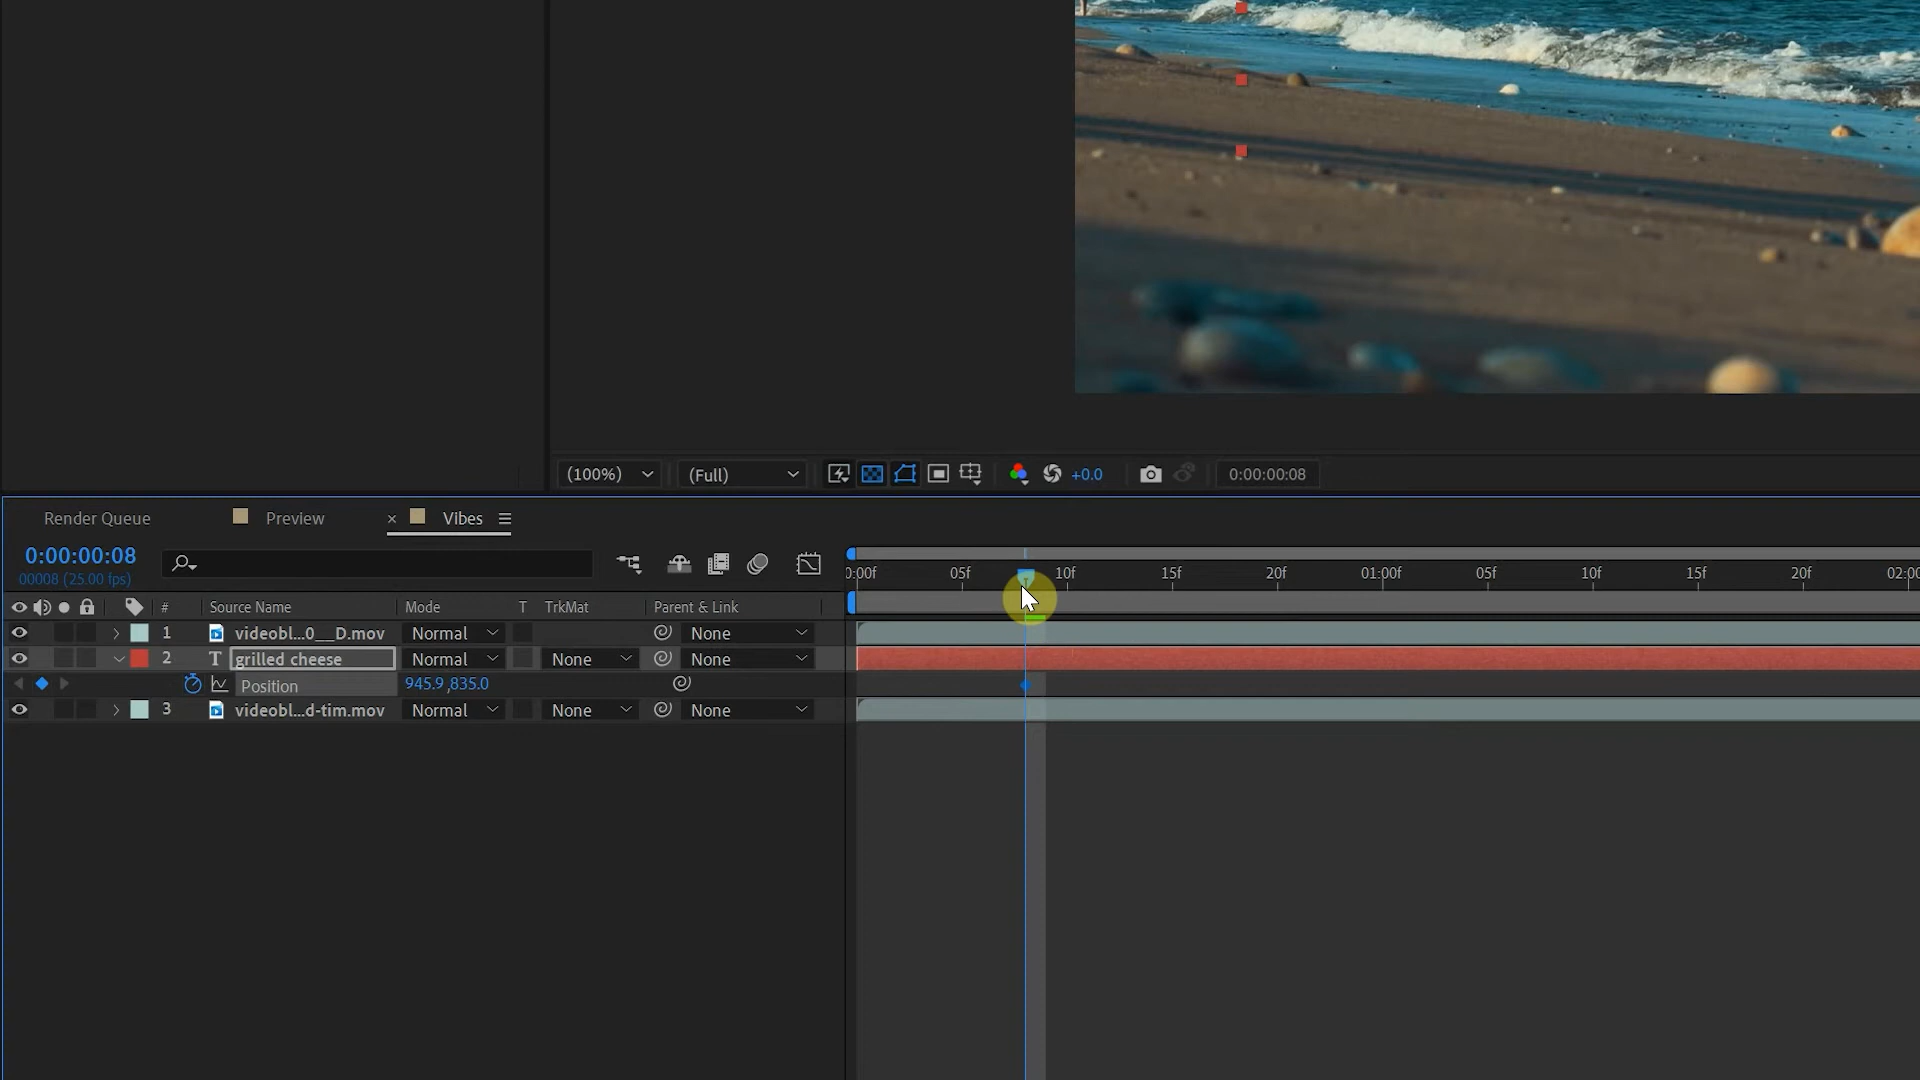 (100%) (Full) +0.0 0:00:00:08
Render Queue Preview × Vibes
0:00:00:08
00008 (25.00 fps)
0:00f 05f 10f 15f 20f 01:00f 05f 10f 15f 20f 02:00
# Source Name Mode T TrkMat Parent & Link
1 videobl...0__D.mov Normal None
2 T grilled cheese Normal None None
Position 945.9,835.0
3 videobl...d-tim.mov Normal None None